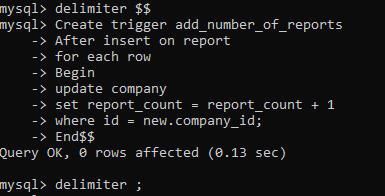 mysql> delimiter $$
mysql> Create trigger add_number_of_reports
    -> After insert on report
    -> for each row
    -> Begin
    -> update company
    -> set report_count = report_count + 1
    -> where id = new.company_id;
    -> End$$
Query OK, 0 rows affected (0.13 sec)

mysql> delimiter ;